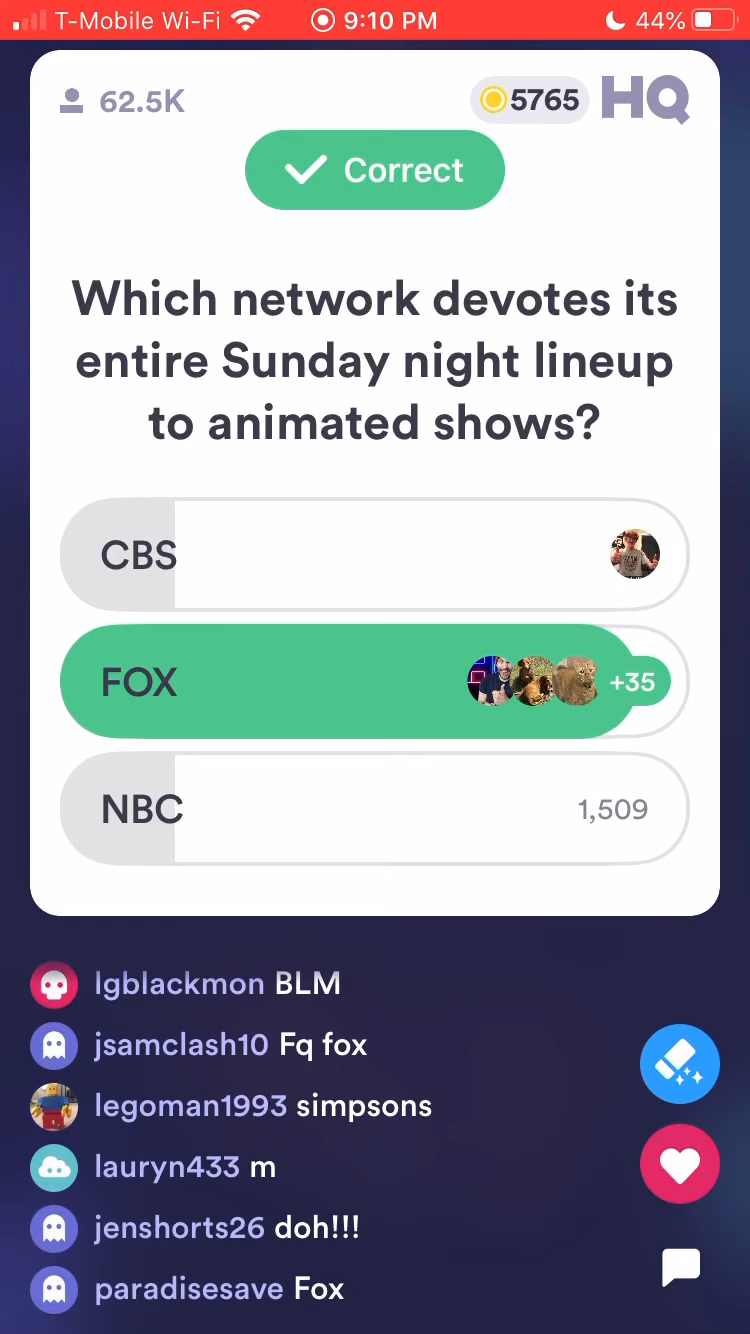 T-Mobile Wi-Fi 9:10 PM 44%
62.5K 5765 HQ
Correct
Which network devotes its
entire Sunday night lineup
to animated shows?
CBS
FOX +35
NBC 1,509
lgblackmon BLM
jsamclash10 Fq fox
legoman1993 simpsons
lauryn433 m
jenshorts26 doh!!!
paradisesave Fox